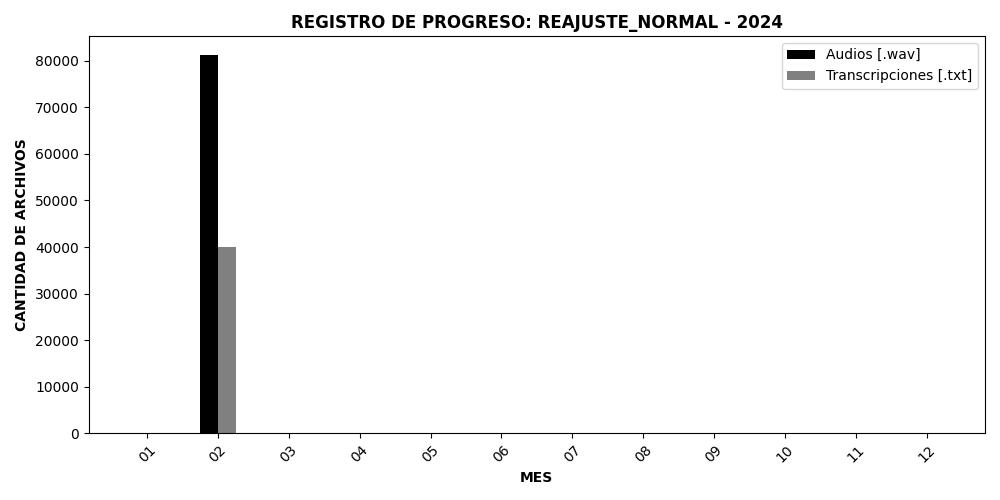 REGISTRO DE PROGRESO: REAJUSTE_NORMAL - 2024
Audios [.wav]
Transcripciones [.txt]
CANTIDAD DE ARCHIVOS
80000
70000
60000
50000
40000
30000
20000
10000
0
01 02 03 04 05 06 07 08 09 10 11 12
MES